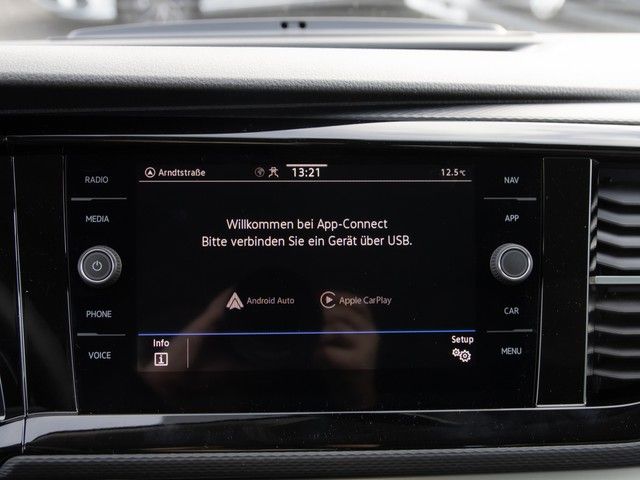 RADIO
MEDIA
PHONE
VOICE
Arndtstraße
13:21
12.5°C
Willkommen bei App-Connect
Bitte verbinden Sie ein Gerät über USB.
Android Auto
Apple CarPlay
Info
Setup
NAV
APP
CAR
MENU